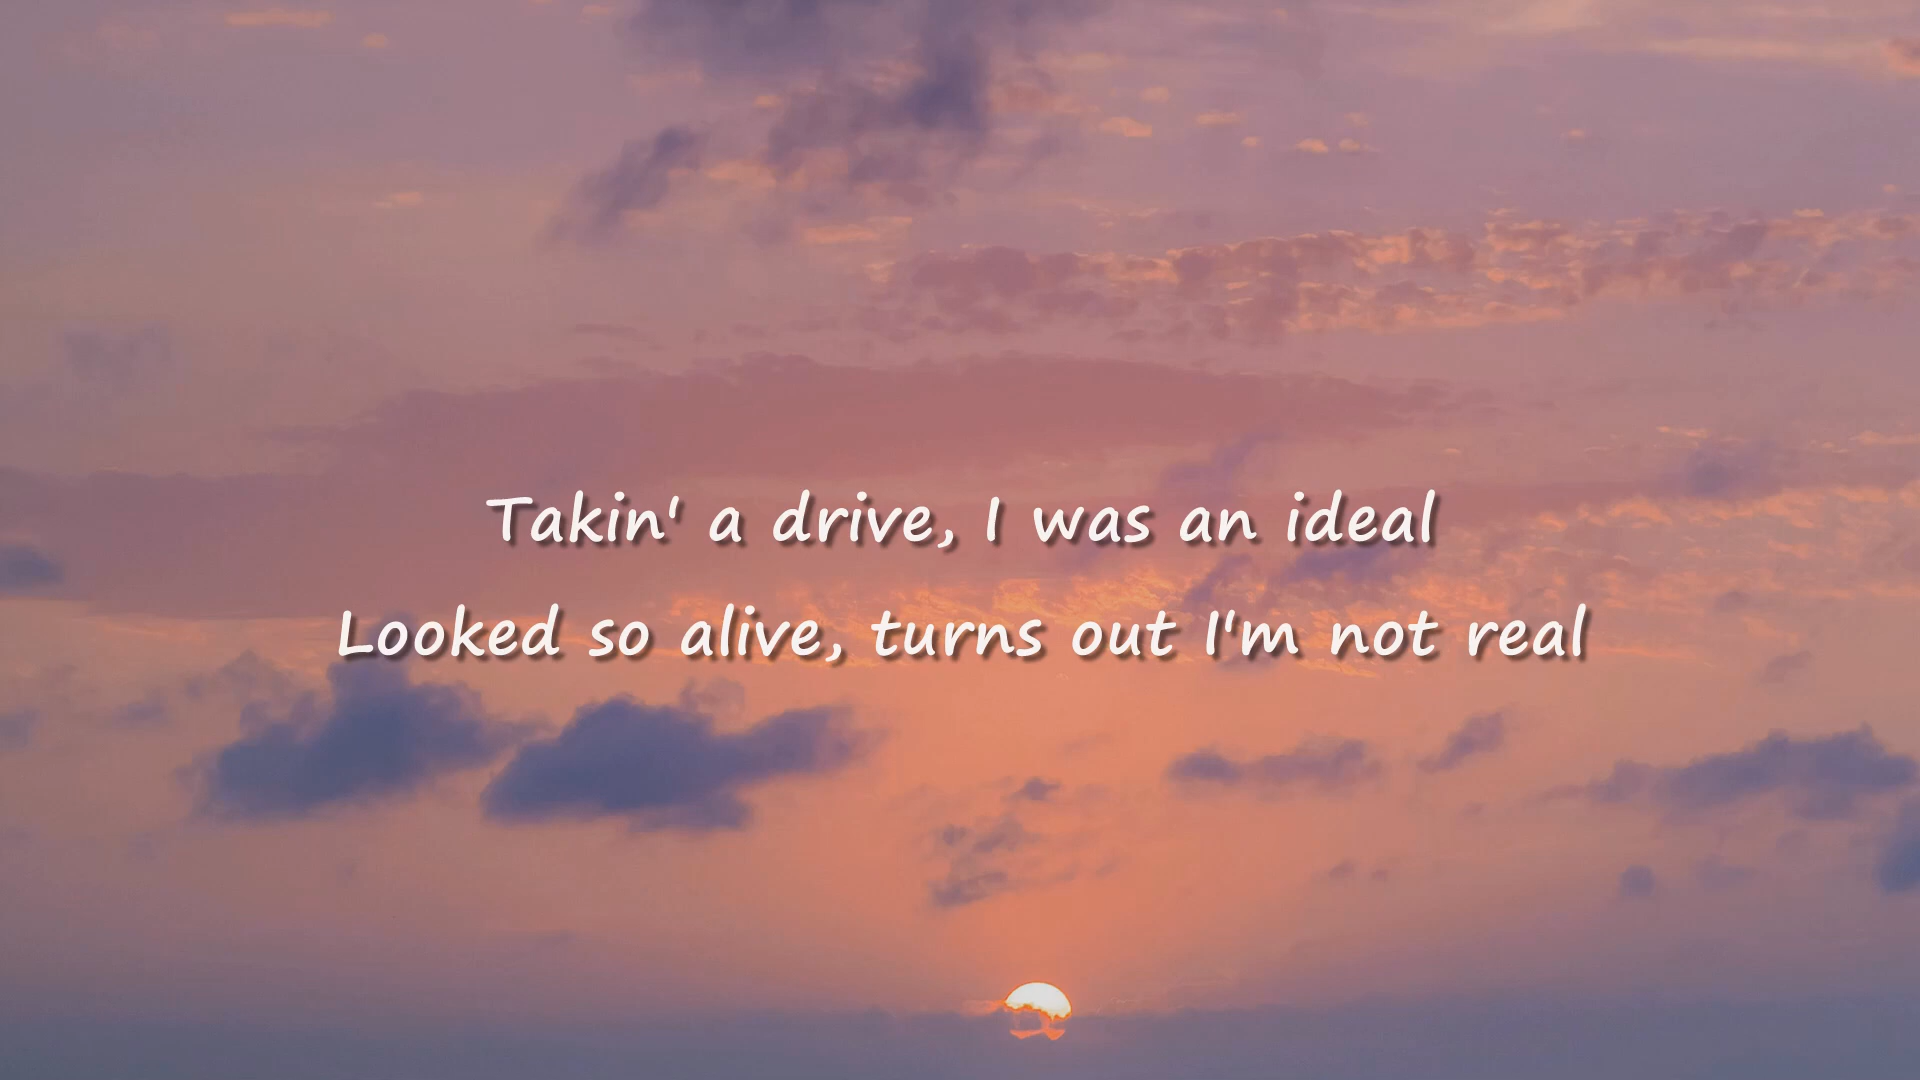 Takin' a drive, I was an ideal
Looked so alive, turns out I'm not real